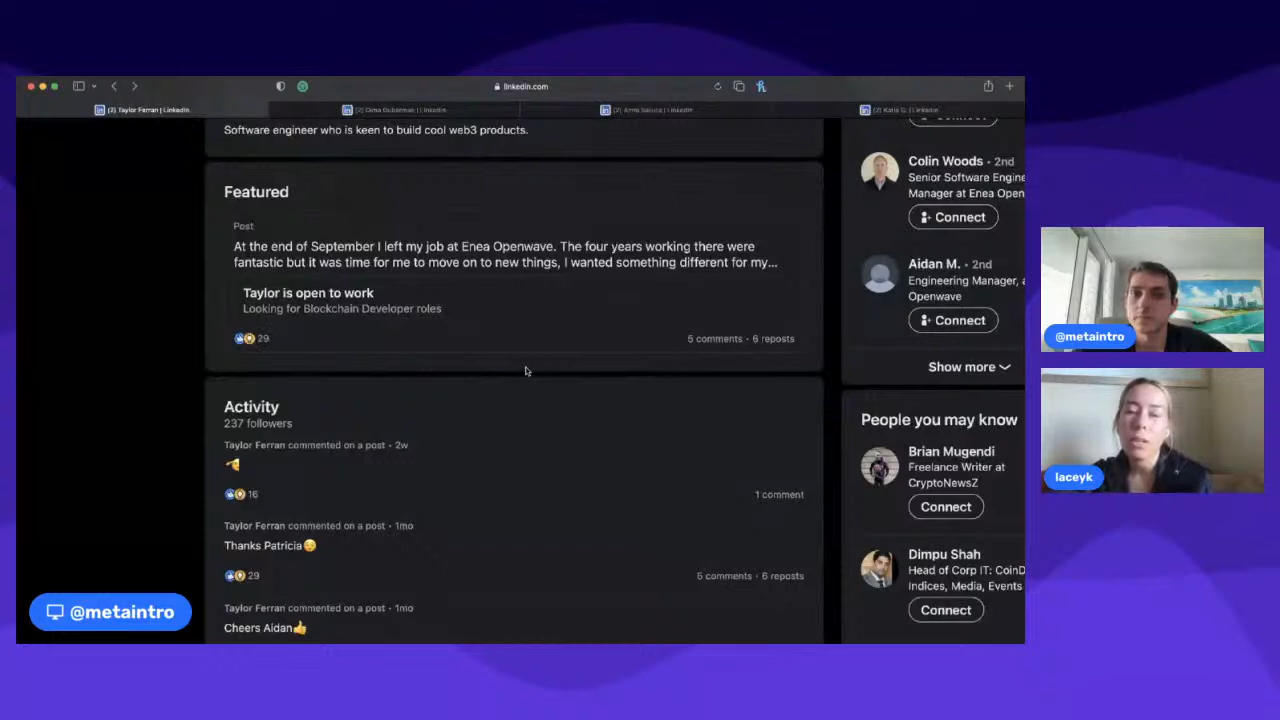 linkedin.com
(2) Taylor Ferran | LinkedIn
Software engineer who is keen to build cool web3 products.
Featured
Post
At the end of September I left my job at Enea Openwave. The four years working there were
fantastic but it was time for me to move on to new things, I wanted something different for my...
Taylor is open to work
Looking for Blockchain Developer roles
29
5 comments • 6 reposts
Activity
237 followers
Taylor Ferran commented on a post • 2w
16
1 comment
Taylor Ferran commented on a post • 1mo
Thanks Patricia😊
29
5 comments • 6 reposts
Taylor Ferran commented on a post • 1mo
Cheers Aidan👍
Colin Woods • 2nd
Senior Software Engine
Manager at Enea Open
Connect
Aidan M. • 2nd
Engineering Manager, a
Openwave
Connect
Show more
People you may know
Brian Mugendi
Freelance Writer at
CryptoNewsZ
Connect
Dimpu Shah
Head of Corp IT: CoinD
Indices, Media, Events
Connect
@metaintro
laceyk
@metaintro